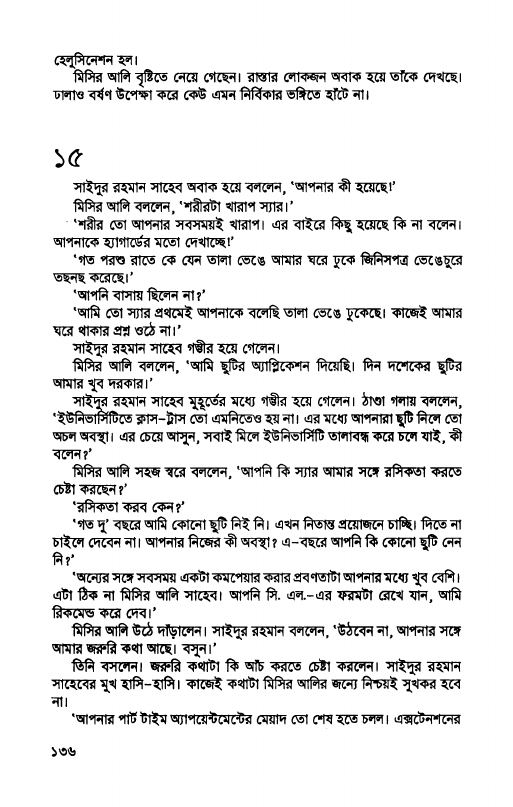 হেলুসিনেশন হল।
মিসির আলি বৃষ্টিতে নেয়ে গেছেন। রাস্তার লোকজন অবাক হয়ে তাঁকে দেখছে।
ঢালাও বর্ষণ উপেক্ষা করে কেউ এমন নির্বিকার ভঙ্গিতে হাঁটে না।
১৫
সাইদুর রহমান সাহেব অবাক হয়ে বললেন, ‘আপনার কী হয়েছে!’
মিসির আলি বললেন, ‘শরীরটা খারাপ স্যার।’
‘শরীর তো আপনার সবসময়ই খারাপ। এর বাইরে কিছু হয়েছে কি না বলেন।
আপনাকে হ্যাগার্ডের মতো দেখাচ্ছে!’
‘গত পরশু রাতে কে যেন তালা ভেঙে আমার ঘরে ঢুকে জিনিসপত্র ভেঙেচুরে
তছনছ করেছে।’
‘আপনি বাসায় ছিলেন না?’
‘আমি তো স্যার প্রথমেই আপনাকে বলেছি তালা ভেঙে ঢুকেছে। কাজেই আমার
ঘরে থাকার প্রশ্ন ওঠে না।’
সাইদুর রহমান সাহেব গম্ভীর হয়ে গেলেন।
মিসির আলি বললেন, ‘আমি ছুটির অ্যাপ্লিকেশন দিয়েছি। দিন দশেকের ছুটির
আমার খুব দরকার।’
সাইদুর রহমান সাহেব মুহূর্তের মধ্যে গম্ভীর হয়ে গেলেন। ঠাণ্ডা গলায় বললেন,
‘ইউনিভার্সিটিতে ক্লাস–ট্লাস তো এমনিতেও হয় না। এর মধ্যে আপনারা ছুটি নিলে তো
অচল অবস্থা। এর চেয়ে আসুন, সবাই মিলে ইউনিভার্সিটি তালাবন্ধ করে চলে যাই, কী
বলেন?’
মিসির আলি সহজ স্বরে বললেন, ‘আপনি কি স্যার আমার সঙ্গে রসিকতা করতে
চেষ্টা করছেন?’
‘রসিকতা করব কেন?’
‘গত দু’ বছরে আমি কোনো ছুটি নিই নি। এখন নিতান্ত প্রয়োজনে চাচ্ছি। দিতে না
চাইলে দেবেন না। আপনার নিজের কী অবস্থা? এ–বছরে আপনি কি কোনো ছুটি নেন
নি?’
‘অন্যের সঙ্গে সবসময় একটা কমপেয়ার করার প্রবণতাটা আপনার মধ্যে খুব বেশি।
এটা ঠিক না মিসির আলি সাহেব। আপনি সি. এল.–এর ফরমটা রেখে যান, আমি
রিকমেন্ড করে দেব।’
মিসির আলি উঠে দাঁড়ালেন। সাইদুর রহমান বললেন, ‘উঠবেন না, আপনার সঙ্গে
আমার জরুরি কথা আছে। বসুন।’
তিনি বসলেন। জরুরি কথাটা কি আঁচ করতে চেষ্টা করলেন। সাইদুর রহমান
সাহেবের মুখ হাসি–হাসি। কাজেই কথাটা মিসির আলির জন্যে নিশ্চয়ই সুখকর হবে
না।
‘আপনার পার্ট টাইম অ্যাপয়েন্টমেন্টের মেয়াদ তো শেষ হতে চলল। এক্সটেনশনের
১৩৬